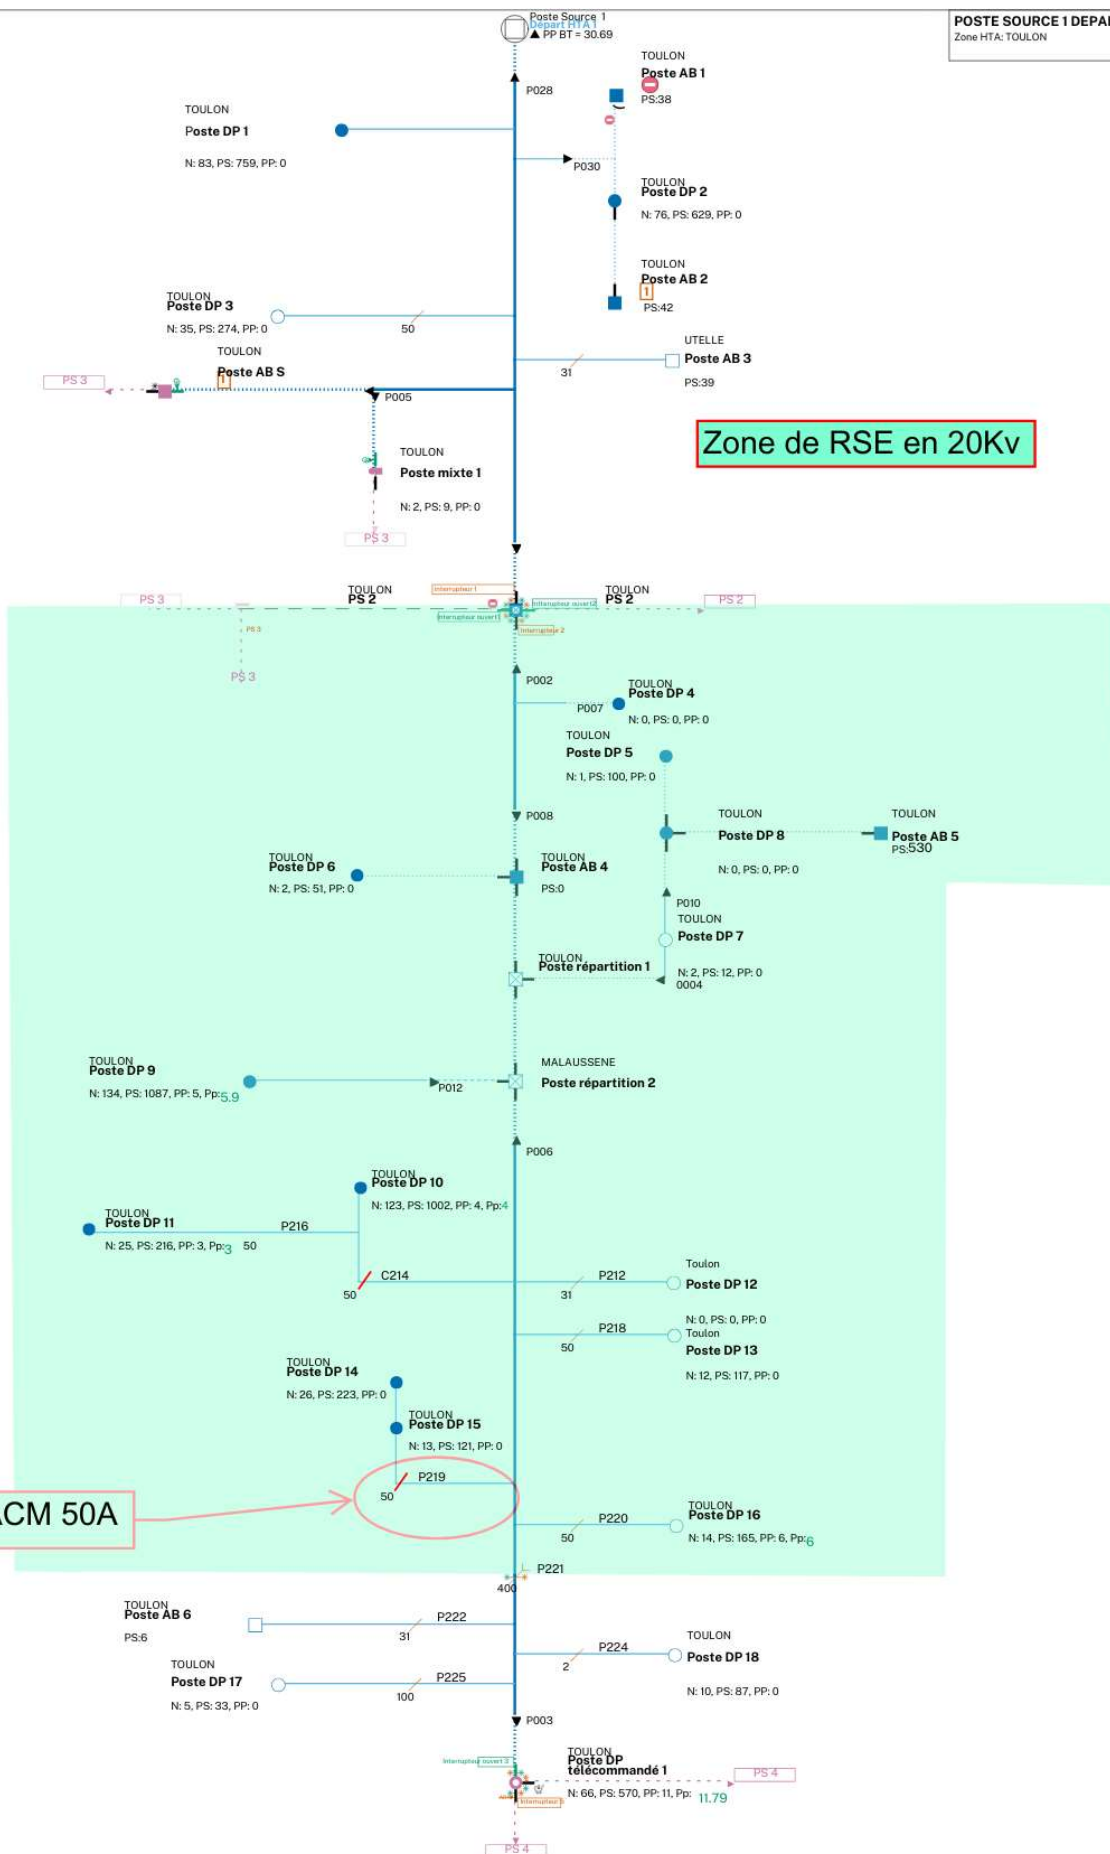 Poste Source 1
Départ HTA 1
▲ PP BT = 30.69
POSTE SOURCE 1 DEPA
Zone HTA: TOULON
TOULON
Poste AB 1
PS:38
P028
TOULON
Poste DP 1
N: 83, PS: 759, PP: 0
P030
TOULON
Poste DP 2
N: 76, PS: 629, PP: 0
TOULON
Poste AB 2
1
PS:42
TOULON
Poste DP 3
N: 35, PS: 274, PP: 0
50
UTELLE
Poste AB 3
PS:39
31
TOULON
Poste AB S
1
PS 3
P005
Zone de RSE en 20Kv
TOULON
Poste mixte 1
N: 2, PS: 9, PP: 0
PS 3
Interrupteur 1
TOULON
PS 2
TOULON
PS 2
PS 3
PS 2
Interrupteur ouvert2
Interrupteur ouvert1
Interrupteur 2
PS 3
PS 3
P002
TOULON
Poste DP 4
P007
N: 0, PS: 0, PP: 0
TOULON
Poste DP 5
N: 1, PS: 100, PP: 0
P008
TOULON
Poste DP 8
N: 0, PS: 0, PP: 0
TOULON
Poste AB 5
PS:530
TOULON
Poste DP 6
N: 2, PS: 51, PP: 0
TOULON
Poste AB 4
PS:0
P010
TOULON
Poste DP 7
N: 2, PS: 12, PP: 0
0004
TOULON
Poste répartition 1
MALAUSSENE
Poste répartition 2
TOULON
Poste DP 9
N: 134, PS: 1087, PP: 5, Pp:5.9
P012
P006
TOULON
Poste DP 10
N: 123, PS: 1002, PP: 4, Pp:4
TOULON
Poste DP 11
N: 25, PS: 216, PP: 3, Pp:3
P216
50
C214
50
P212
31
Toulon
Poste DP 12
N: 0, PS: 0, PP: 0
P218
50
Toulon
Poste DP 13
N: 12, PS: 117, PP: 0
TOULON
Poste DP 14
N: 26, PS: 223, PP: 0
TOULON
Poste DP 15
N: 13, PS: 121, PP: 0
P219
50
ACM 50A
P220
50
TOULON
Poste DP 16
N: 14, PS: 165, PP: 6, Pp:6
P221
400
TOULON
Poste AB 6
PS:6
P222
31
P224
2
TOULON
Poste DP 18
N: 10, PS: 87, PP: 0
TOULON
Poste DP 17
N: 5, PS: 33, PP: 0
P225
100
P003
Interrupteur ouvert 3
TOULON
Poste DP
télécommandé 1
N: 66, PS: 570, PP: 11, Pp: 11.79
PS 4
PS 4